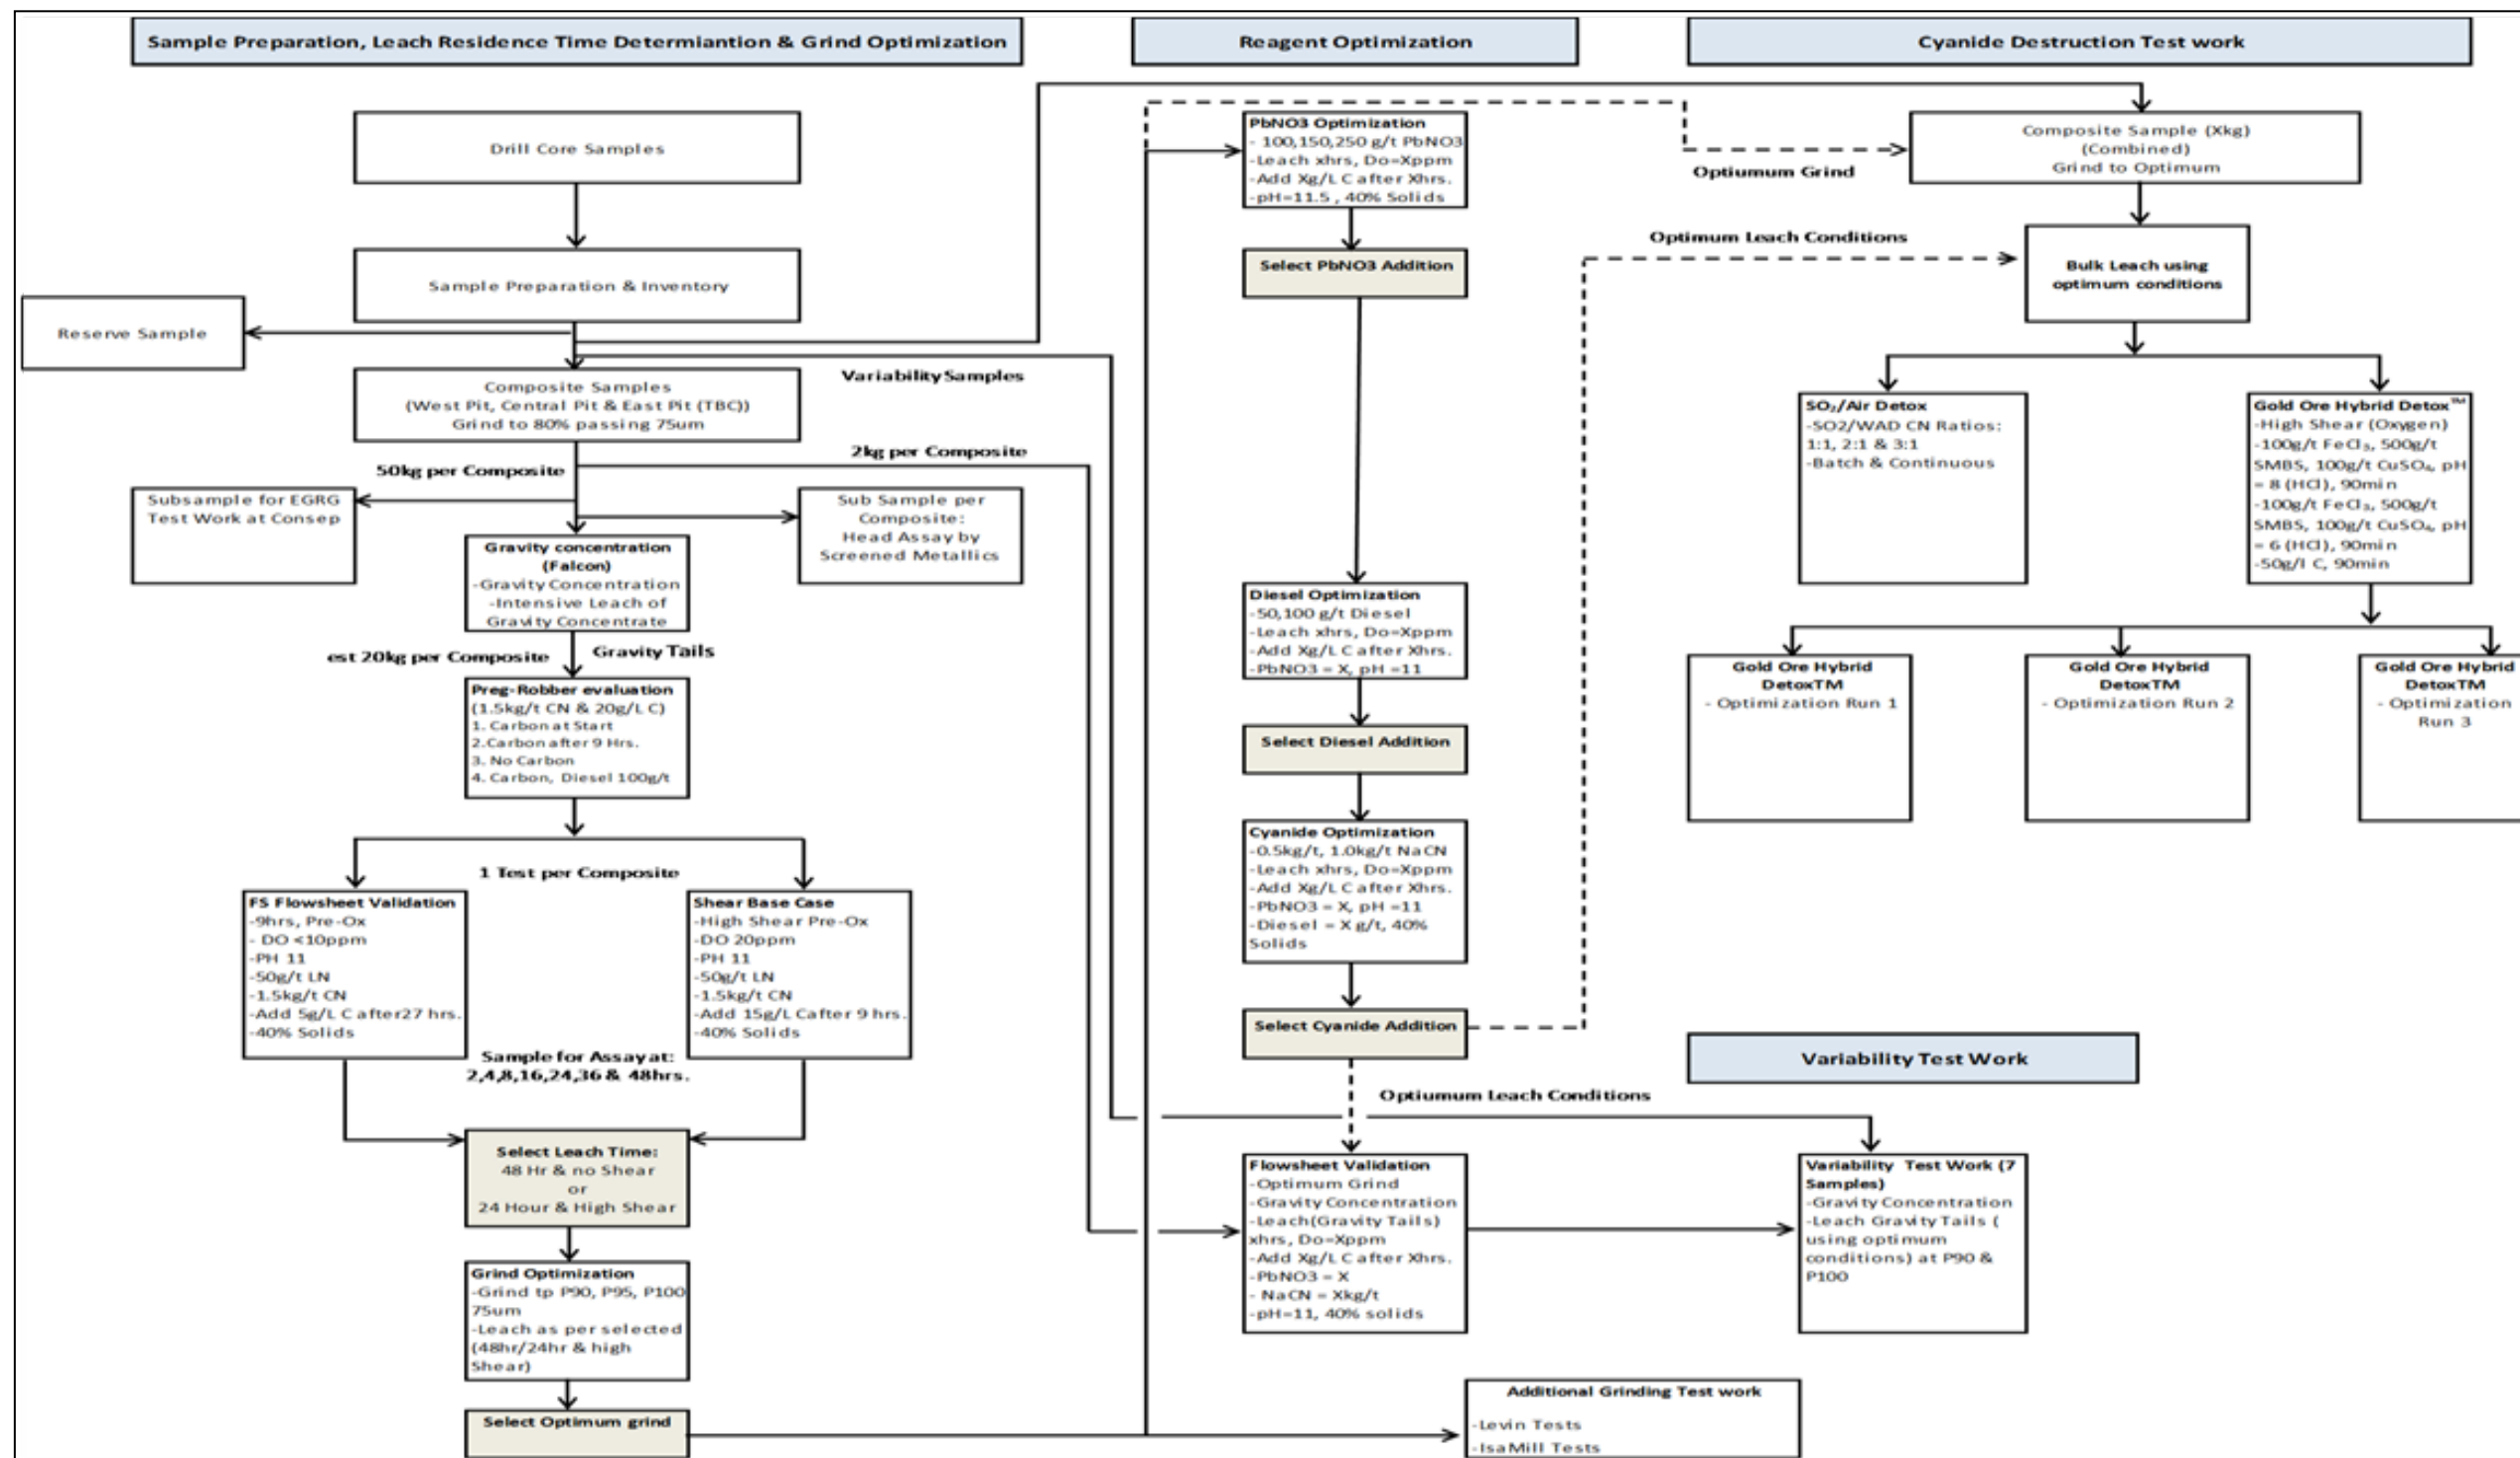 Sample Preparation, Leach Residence Time Determiantion & Grind Optimization
Drill Core Samples
Sample Preparation & Inventory
Reserve Sample
Composite Samples
(West Pit, Central Pit & East Pit (TBC))
Grind to 80% passing 75um
Variability Samples
2kg per Composite
50kg per Composite
Subsample for EGRG
Test Work at Consep
Sub Sample per
Composite:
Head Assay by
Screened Metallics
Gravity concentration
(Falcon)
-Gravity Concentration
-Intensive Leach of
Gravity Concentrate
est 20kg per Composite
Gravity Tails
Preg-Robber evaluation
(1.5kg/t CN & 20g/L C)
1. Carbon at Start
2.Carbon after 9 Hrs.
3. No Carbon
4. Carbon, Diesel 100g/t
1 Test per Composite
FS Flowsheet Validation
-9hrs, Pre-Ox
- DO <10ppm
-PH 11
-50g/t LN
-1.5kg/t CN
-Add 5g/L C after27 hrs.
-40% Solids
Shear Base Case
-High Shear Pre-Ox
-DO 20ppm
-PH 11
-50g/t LN
-1.5kg/t CN
-Add 15g/L Cafter 9 hrs.
-40% Solids
Sample for Assay at:
2,4,8,16,24,36 & 48hrs.
Select Leach Time:
48 Hr & no Shear
or
24 Hour & High Shear
Grind Optimization
-Grind tp P90, P95, P100
75um
-Leach as per selected
(48hr/24hr & high
Shear)
Select Optimum grind
Reagent Optimization
PbNO3 Optimization
- 100,150,250 g/t PbNO3
-Leach xhrs, Do=Xppm
-Add Xg/L C after Xhrs.
-pH=11.5 , 40% Solids
Select PbNO3 Addition
Diesel Optimization
-50,100 g/t Diesel
-Leach xhrs, Do=Xppm
-Add Xg/L C after Xhrs.
-PbNO3 = X, pH =11
Select Diesel Addition
Cyanide Optimization
-0.5kg/t, 1.0kg/t NaCN
-Leach xhrs, Do=Xppm
-Add Xg/L C after Xhrs.
-PbNO3 = X, pH =11
-Diesel = X g/t, 40%
Solids
Select Cyanide Addition
Optiumum Leach Conditions
Flowsheet Validation
-Optimum Grind
-Gravity Concentration
-Leach(Gravity Tails)
xhrs, Do=Xppm
-Add Xg/L C after Xhrs.
-PbNO3 = X
- NaCN = Xkg/t
-pH=11, 40% solids
Additional Grinding Test work
-Levin Tests
-IsaMill Tests
Cyanide Destruction Test work
Optiumum Grind
Composite Sample (Xkg)
(Combined)
Grind to Optimum
Optimum Leach Conditions
Bulk Leach using
optimum conditions
SO₂/Air Detox
-SO2/WAD CN Ratios:
1:1, 2:1 & 3:1
-Batch & Continuous
Gold Ore Hybrid Detox™
-High Shear (Oxygen)
-100g/t FeCl₃, 500g/t
SMBS, 100g/t CuSO₄, pH
= 8 (HCl), 90min
-100g/t FeCl₃, 500g/t
SMBS, 100g/t CuSO₄, pH
= 6 (HCl), 90min
-50g/l C, 90min
Gold Ore Hybrid
DetoxTM
- Optimization Run 1
Gold Ore Hybrid
DetoxTM
- Optimization Run 2
Gold Ore Hybrid
DetoxTM
- Optimization
Run 3
Variability Test Work
Variability Test Work (7
Samples)
-Gravity Concentration
-Leach Gravity Tails (
using optimum
conditions) at P90 &
P100